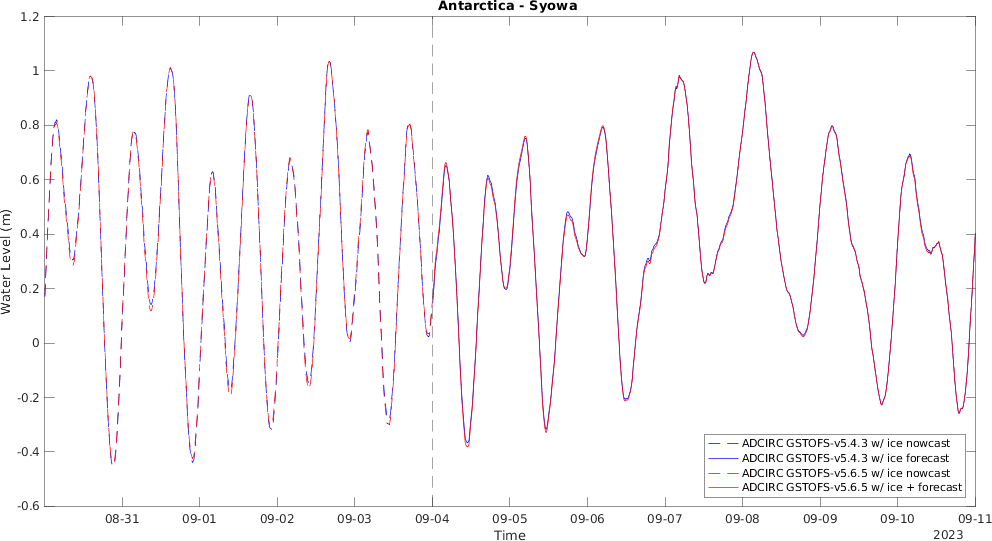 Antarctica - Syowa
1.2
1
0.8
0.6
0.4
0.2
0
-0.2
-0.4
-0.6
Water Level (m)
ADCIRC GSTOFS-v5.4.3 w/ ice nowcast
ADCIRC GSTOFS-v5.4.3 w/ ice forecast
ADCIRC GSTOFS-v5.6.5 w/ ice nowcast
ADCIRC GSTOFS-v5.6.5 w/ ice + forecast
08-31 09-01 09-02 09-03 09-04 09-05 09-06 09-07 09-08 09-09 09-10 09-11
Time
2023